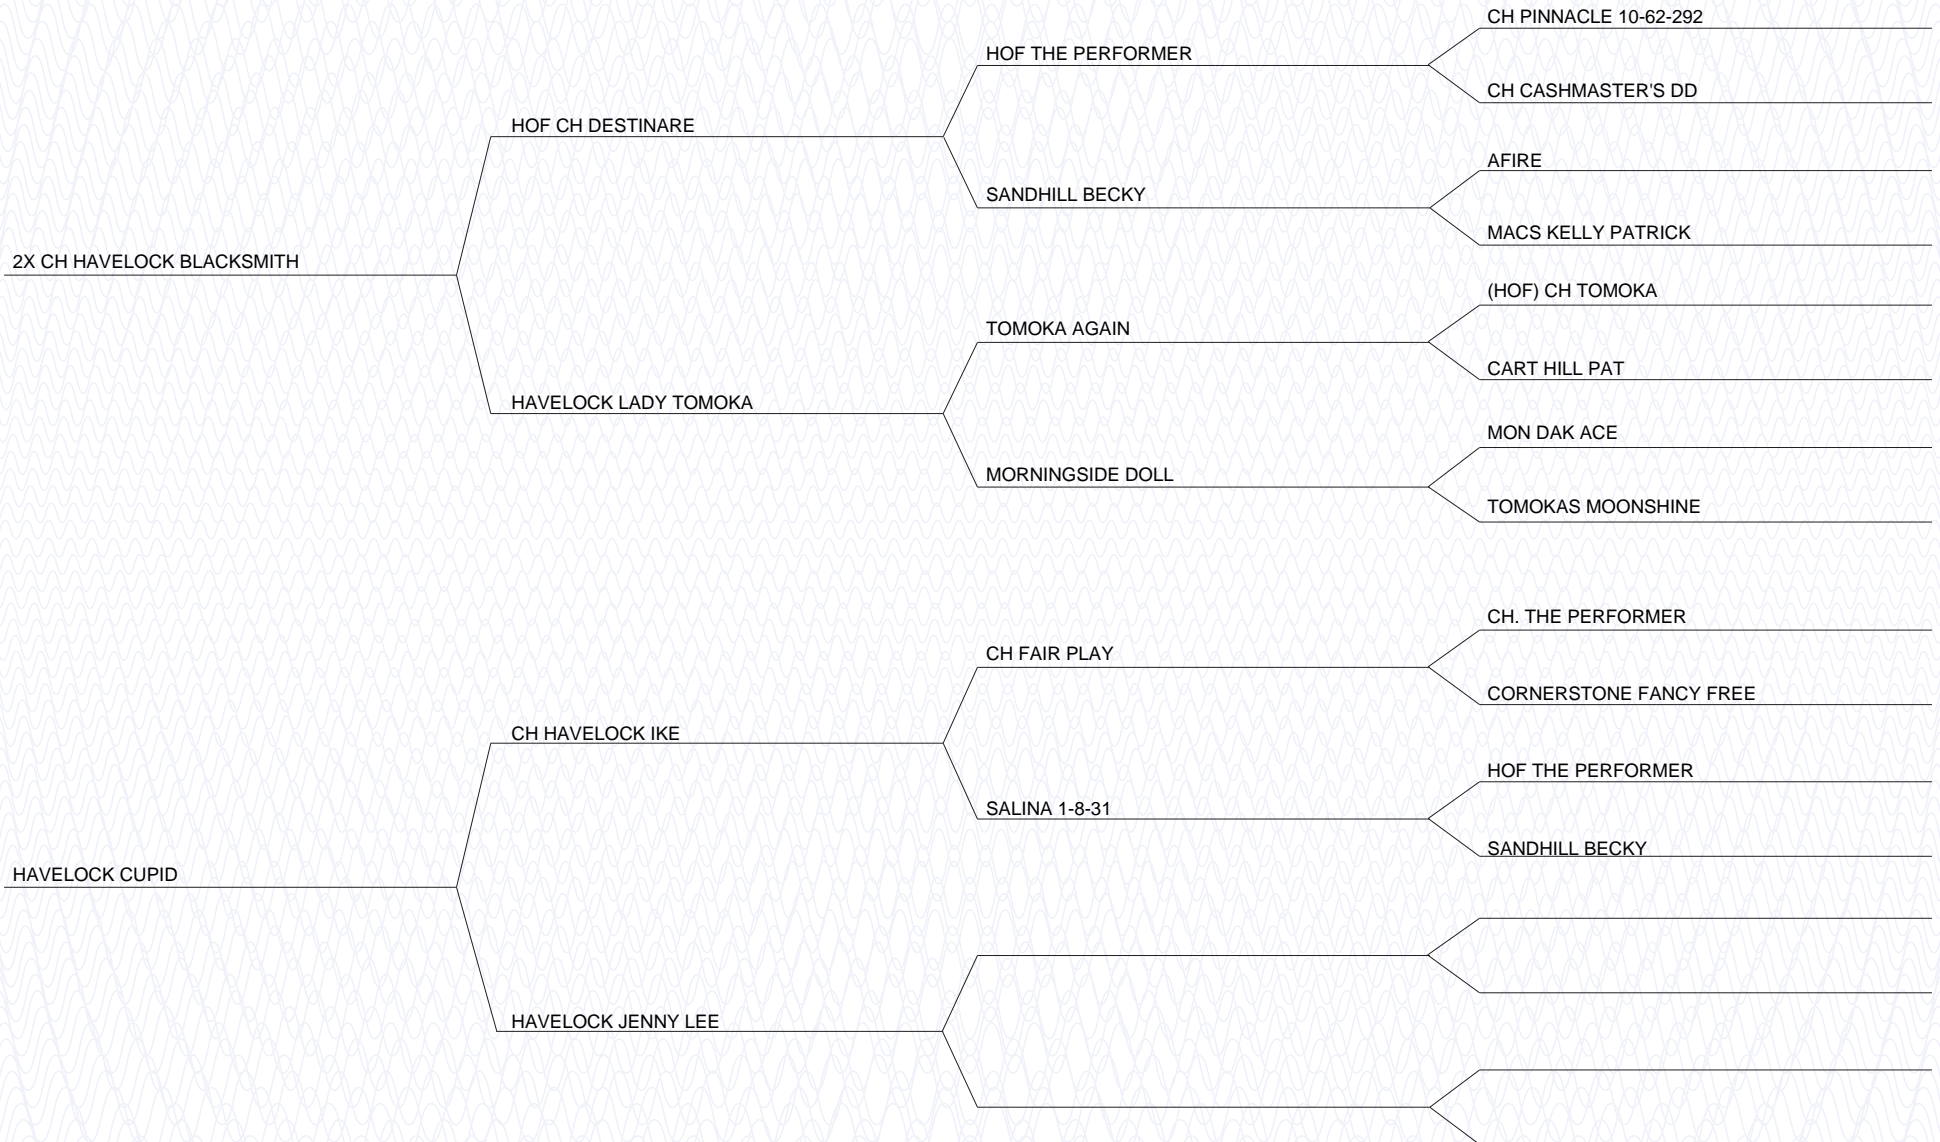 CH PINNACLE 10-62-292
HOF THE PERFORMER
CH CASHMASTER'S DD
HOF CH DESTINARE
AFIRE
SANDHILL BECKY
MACS KELLY PATRICK
2X CH HAVELOCK BLACKSMITH
(HOF) CH TOMOKA
TOMOKA AGAIN
CART HILL PAT
HAVELOCK LADY TOMOKA
MON DAK ACE
MORNINGSIDE DOLL
TOMOKAS MOONSHINE
CH. THE PERFORMER
CH FAIR PLAY
CORNERSTONE FANCY FREE
CH HAVELOCK IKE
HOF THE PERFORMER
SALINA 1-8-31
SANDHILL BECKY
HAVELOCK CUPID
HAVELOCK JENNY LEE